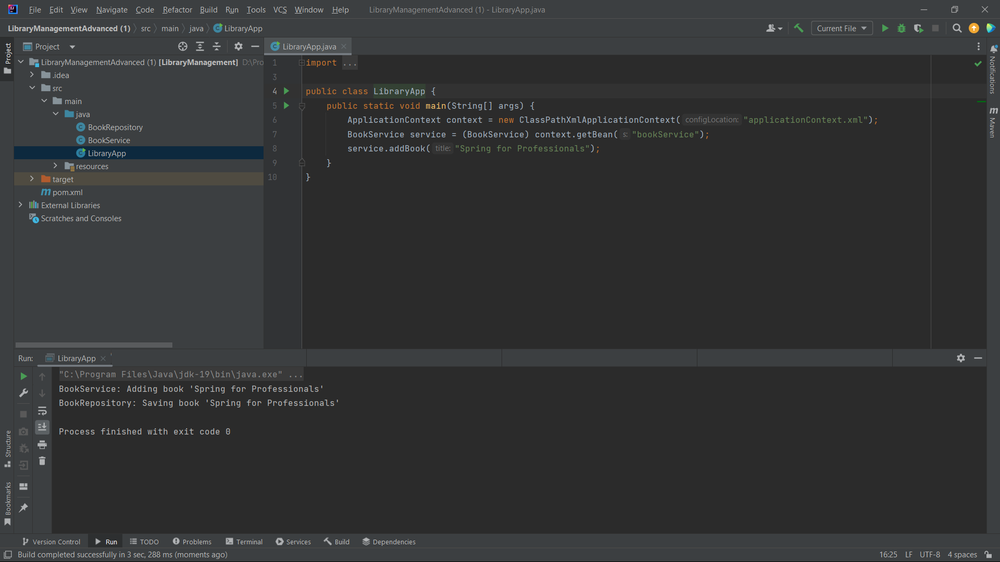 File Edit View Navigate Code Refactor Build Run Tools VCS Window Help LibraryManagementAdvanced (1) - LibraryApp.java
LibraryManagementAdvanced (1) src main java LibraryApp
Current File
Project
LibraryApp.java
LibraryManagementAdvanced (1) [LibraryManagement] D:\Pro
.idea
src
main
java
BookRepository
BookService
LibraryApp
resources
target
pom.xml
External Libraries
Scratches and Consoles
1 import ...
3
4 public class LibraryApp {
5 public static void main(String[] args) {
6 ApplicationContext context = new ClassPathXmlApplicationContext( configLocation: "applicationContext.xml");
7 BookService service = (BookService) context.getBean( s: "bookService");
8 service.addBook( title: "Spring for Professionals");
9 }
10 }
Project
Structure
Bookmarks
Notifications
m Maven
Run: LibraryApp
"C:\Program Files\Java\jdk-19\bin\java.exe" ...
BookService: Adding book 'Spring for Professionals'
BookRepository: Saving book 'Spring for Professionals'
Process finished with exit code 0
Version Control Run TODO Problems Terminal Services Build Dependencies
Build completed successfully in 3 sec, 288 ms (moments ago)
16:25 LF UTF-8 4 spaces